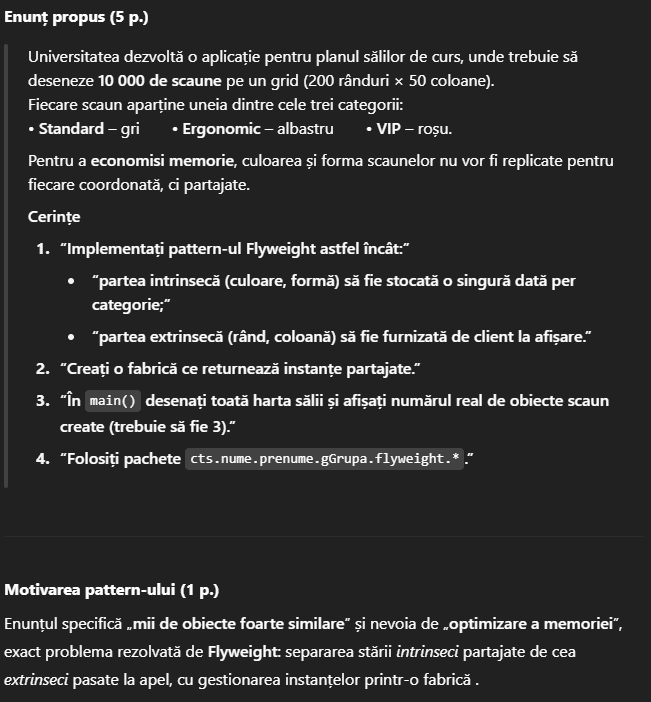 Enunț propus (5 p.)
Universitatea dezvoltă o aplicație pentru planul sălilor de curs, unde trebuie să
deseneze 10 000 de scaune pe un grid (200 rânduri × 50 coloane).
Fiecare scaun aparține uneia dintre cele trei categorii:
• Standard – gri • Ergonomic – albastru • VIP – roșu.
Pentru a economisi memorie, culoarea și forma scaunelor nu vor fi replicate pentru
fiecare coordonată, ci partajate.
Cerințe
1. “Implementați pattern-ul Flyweight astfel încât:”
• “partea intrinsecă (culoare, formă) să fie stocată o singură dată per
categorie;”
• “partea extrinsecă (rând, coloană) să fie furnizată de client la afișare.”
2. “Creați o fabrică ce returnează instanțe partajate.”
3. “În main() desenați toată harta sălii și afișați numărul real de obiecte scaun
create (trebuie să fie 3).”
4. “Folosiți pachete cts.nume.prenume.gGrupa.flyweight.*.”
Motivarea pattern-ului (1 p.)
Enunțul specifică „mii de obiecte foarte similare” și nevoia de „optimizare a memoriei”,
exact problema rezolvată de Flyweight: separarea stării intrinseci partajate de cea
extrinseci pasate la apel, cu gestionarea instanțelor printr-o fabrică .